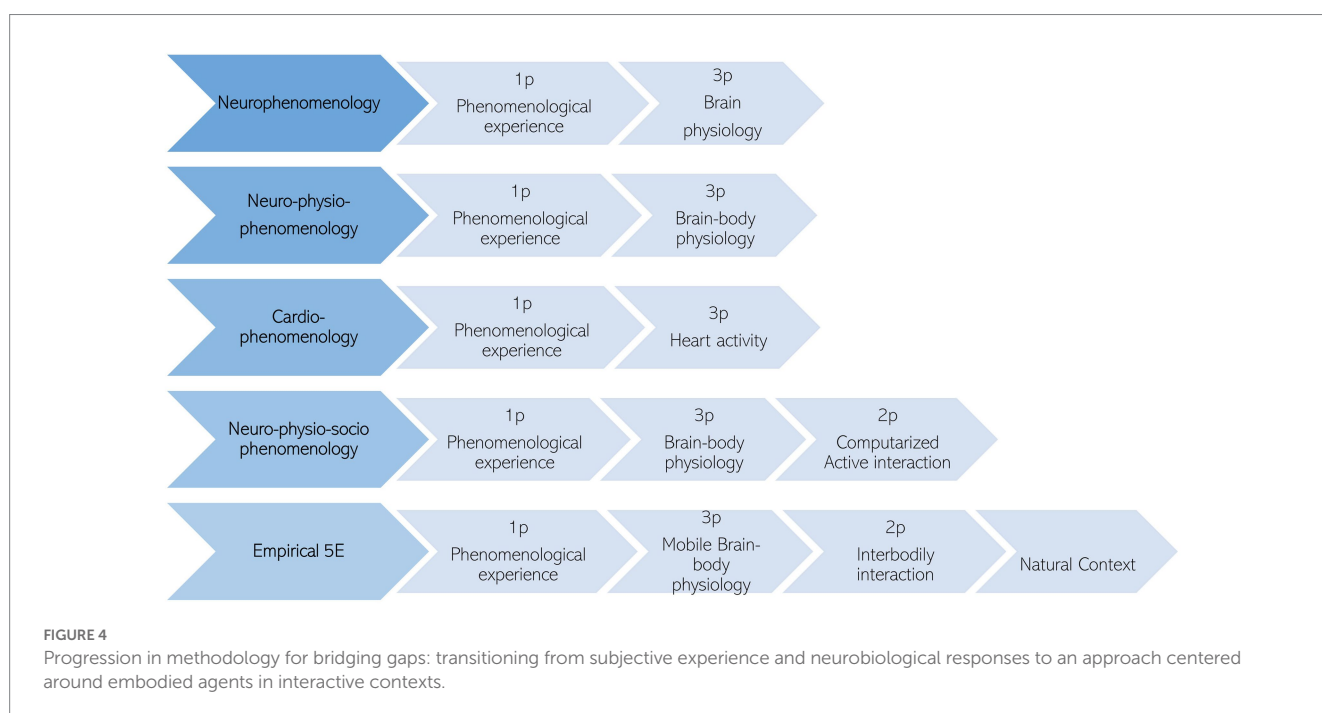 Neurophenomenology
1p
Phenomenological
experience
3p
Brain
physiology
Neuro-physio-
phenomenology
1p
Phenomenological
experience
3p
Brain-body
physiology
Cardio-
phenomenology
1p
Phenomenological
experience
3p
Heart activity
Neuro-physio-socio
phenomenology
1p
Phenomenological
experience
3p
Brain-body
physiology
2p
Computarized
Active interaction
Empirical 5E
1p
Phenomenological
experience
3p
Mobile Brain-
body
physiology
2p
Interbodily
interaction
Natural Context
FIGURE 4
Progression in methodology for bridging gaps: transitioning from subjective experience and neurobiological responses to an approach centered
around embodied agents in interactive contexts.